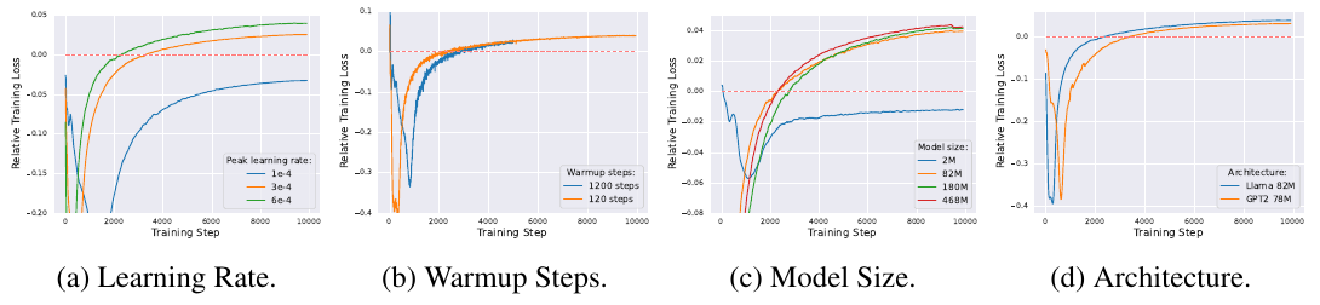 Relative Training Loss
0.00
−0.05
−0.10
−0.15
−0.20
0
2000
4000
6000
8000
10000
Training Step
Peak learning rate:
1e-4
3e-4
6e-4
(a) Learning Rate.
Relative Training Loss
0.1
0.0
−0.1
−0.2
−0.3
−0.4
0
2000
4000
6000
8000
10000
Training Step
Warmup steps:
1200 steps
120 steps
(b) Warmup Steps.
Relative Training Loss
0.04
0.02
0.00
−0.02
−0.04
−0.06
−0.08
0
2000
4000
6000
8000
10000
Training Step
Model size:
2M
82M
180M
468M
(c) Model Size.
Relative Training Loss
0.0
−0.1
−0.2
−0.3
−0.4
0
2000
4000
6000
8000
10000
Training Step
Architecture:
Llama 82M
GPT2 78M
(d) Architecture.